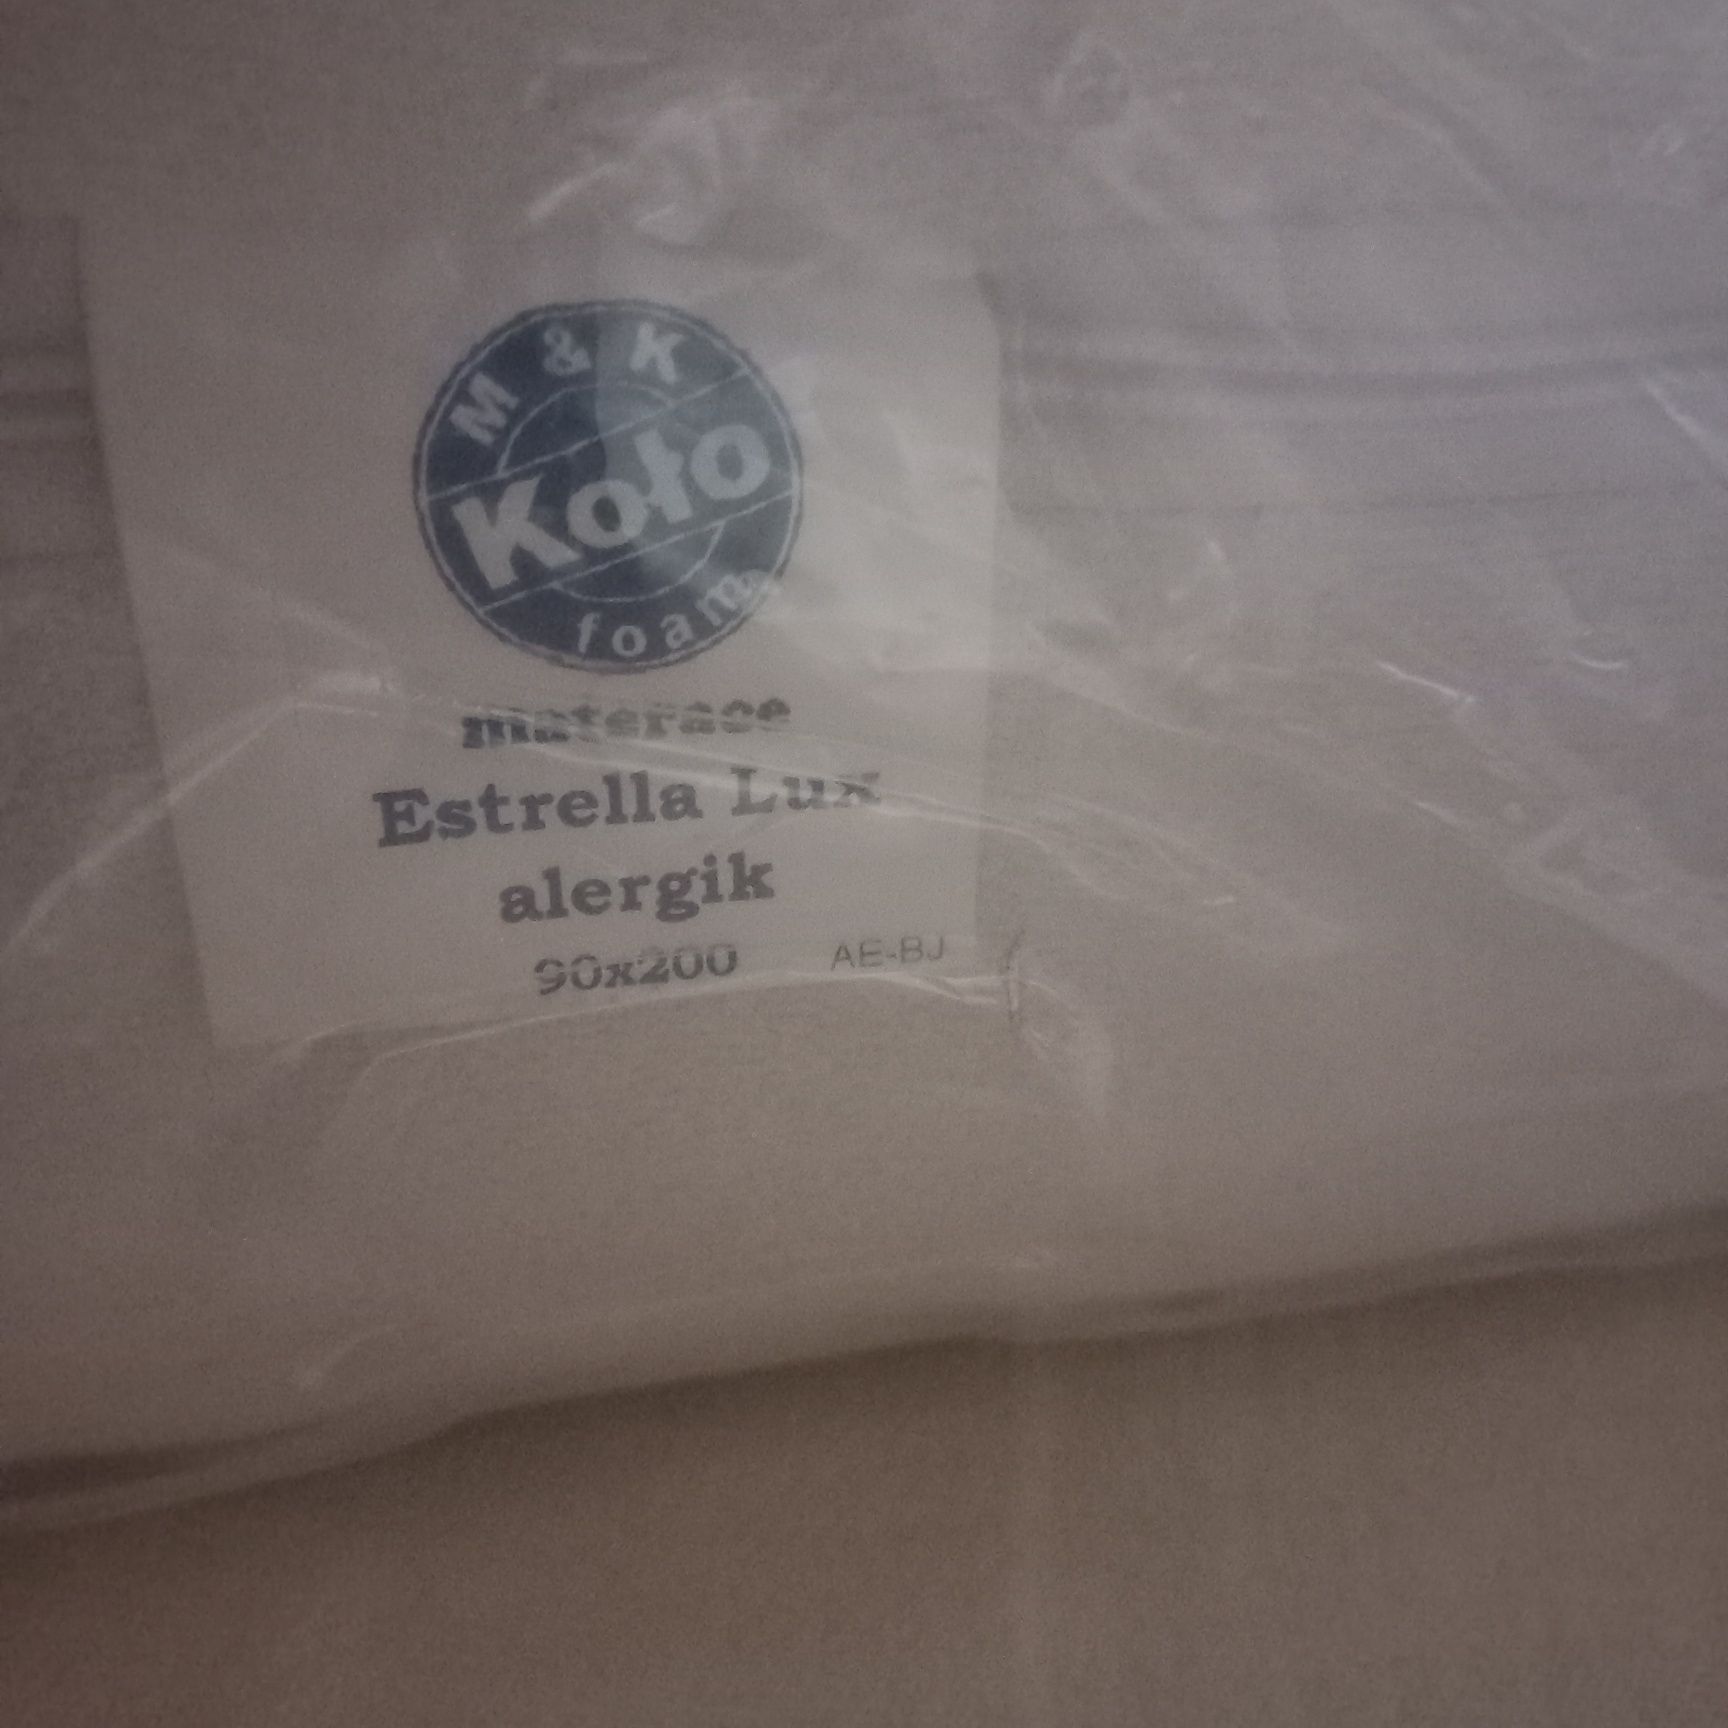 M & K
Koło
foam
materace
Estrella Lux
alergik
90x200 AE-BJ